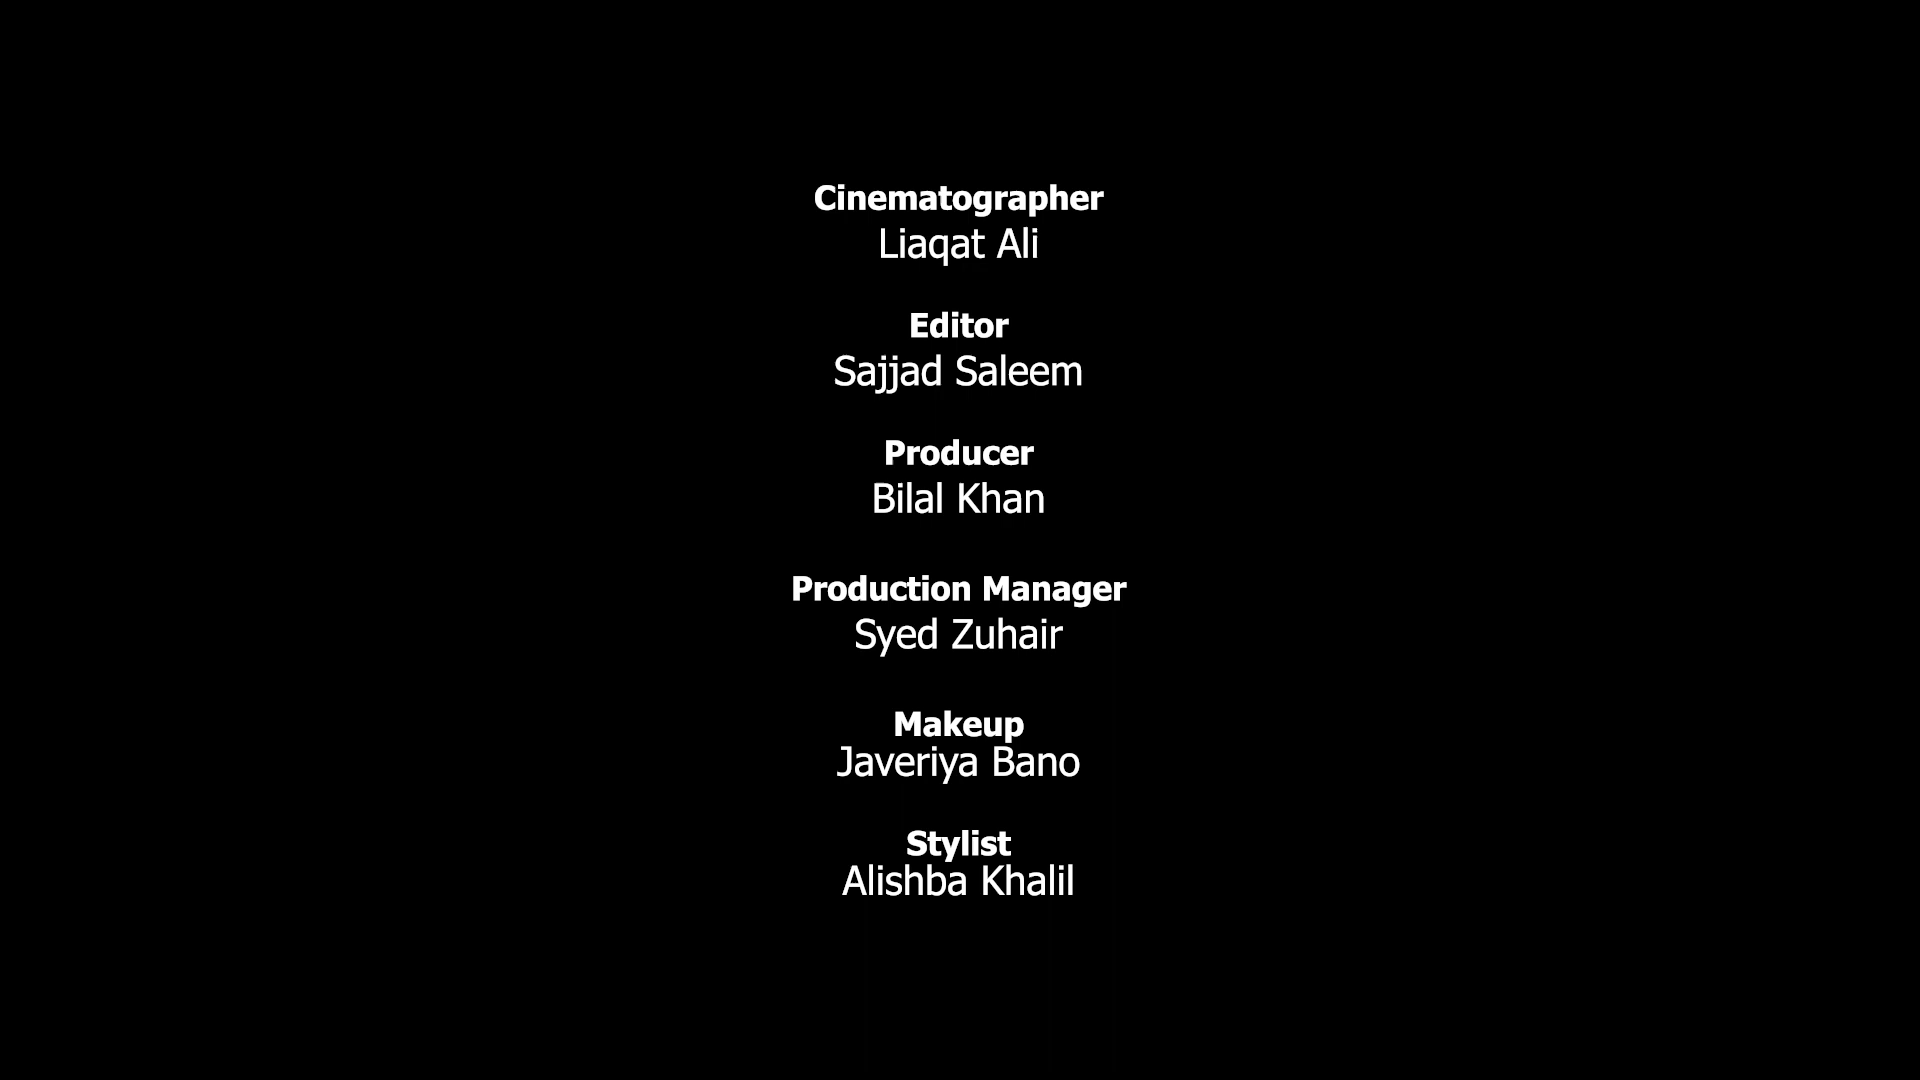 Cinematographer
Liaqat Ali
Editor
Sajjad Saleem
Producer
Bilal Khan
Production Manager
Syed Zuhair
Makeup
Javeriya Bano
Stylist
Alishba Khalil